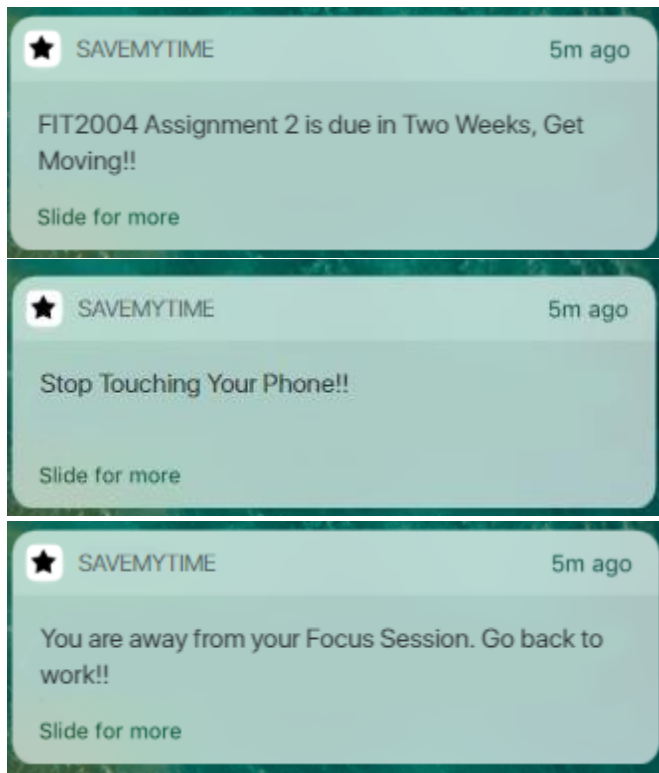 SAVEMYTIME 5m ago
FIT2004 Assignment 2 is due in Two Weeks, Get
Moving!!
Slide for more
SAVEMYTIME 5m ago
Stop Touching Your Phone!!
Slide for more
SAVEMYTIME 5m ago
You are away from your Focus Session. Go back to
work!!
Slide for more